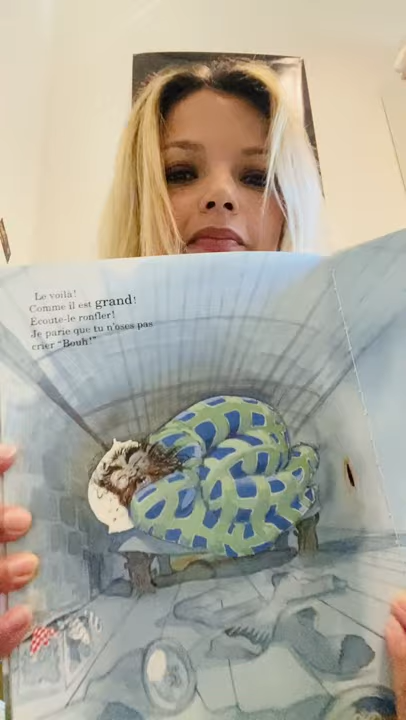 Le voilà!
Comme il est grand!
Écoute-le ronfler!
Je parie que tu n'oses pas
crier "Bouh!"